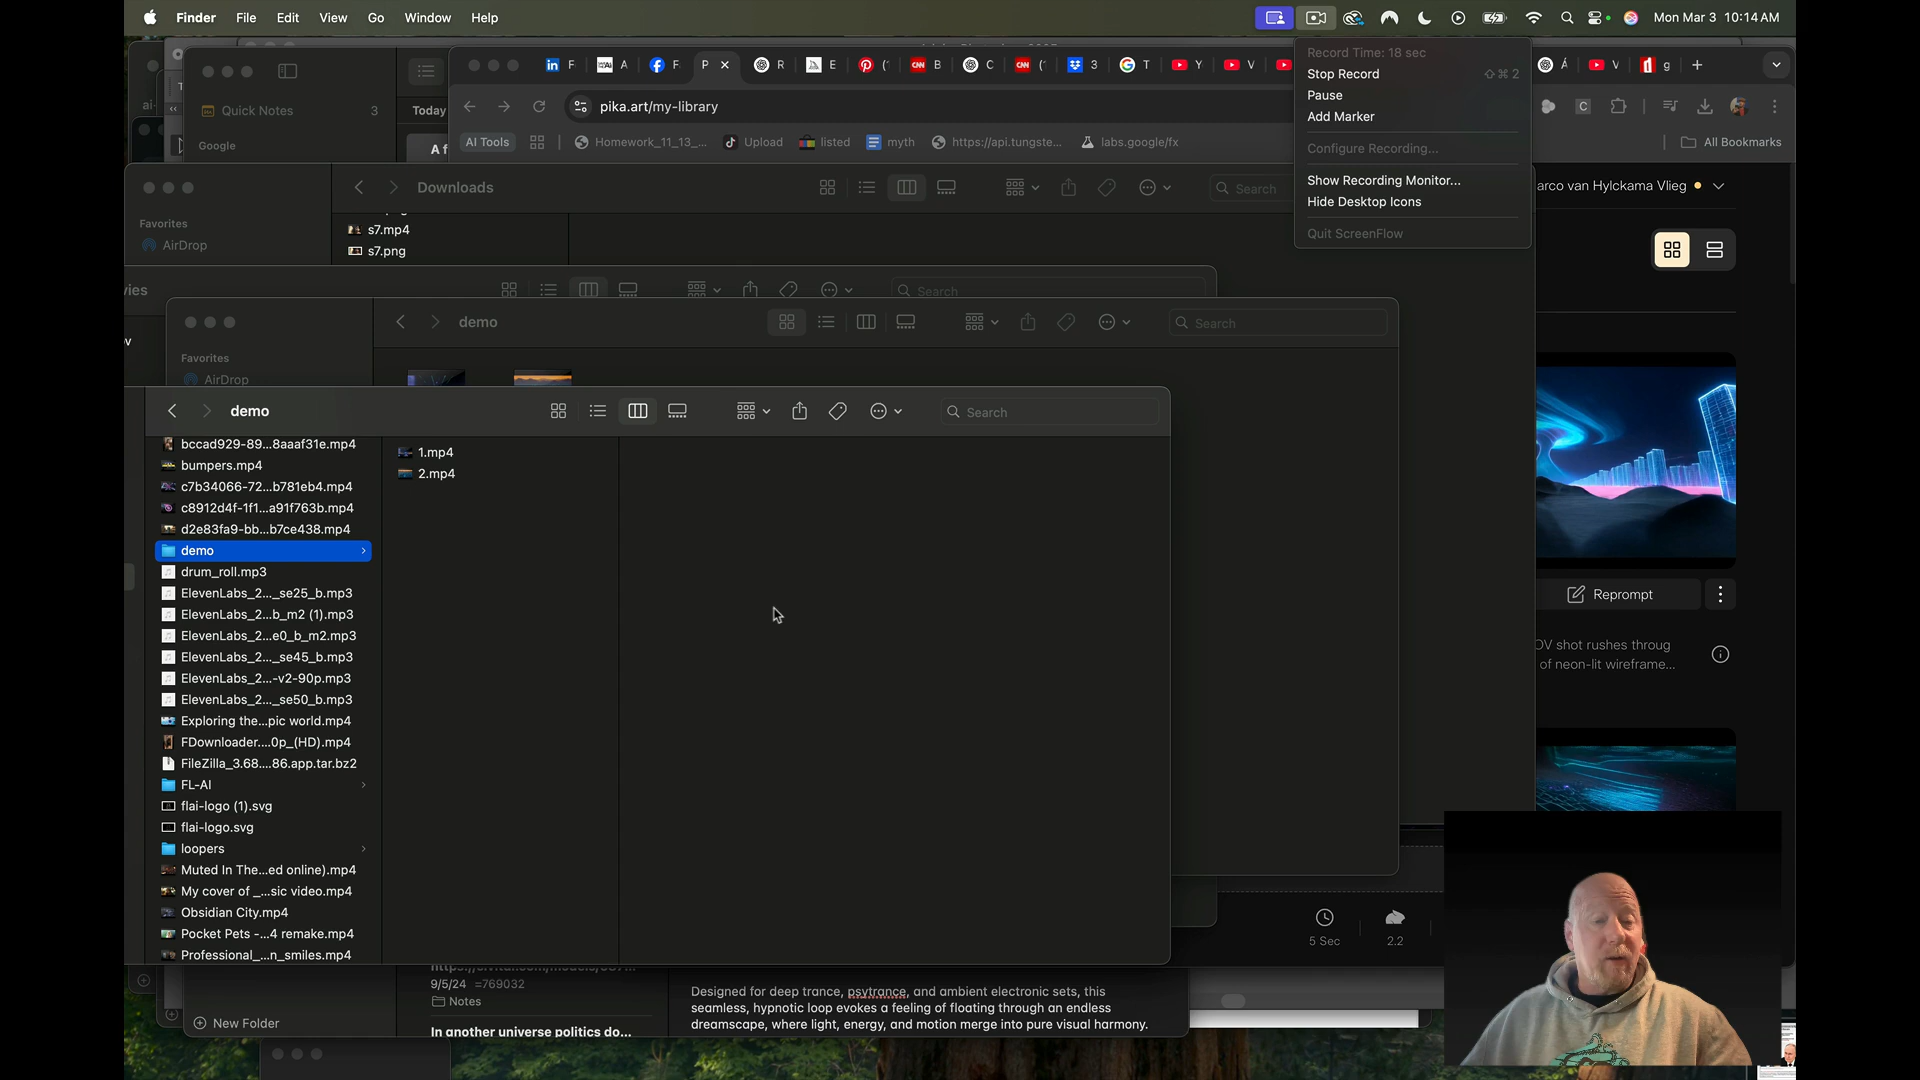 Finder File Edit View Go Window Help
Mon Mar 3 10:14 AM
Record Time: 18 sec
Stop Record ⇧⌘2
Pause
Add Marker
Configure Recording...
Show Recording Monitor...
Hide Desktop Icons
Quit ScreenFlow
pika.art/my-library
AI Tools
Homework_11_13_...
Upload
listed
myth
https://api.tungste...
labs.google/fx
All Bookmarks
Quick Notes 3
Google
Today
A f
Downloads
Search
Favorites
AirDrop
s7.mp4
s7.png
arco van Hylckama Vlieg
vies
Search
demo
Search
Favorites
AirDrop
demo
Search
bccad929-89...8aaaf31e.mp4
bumpers.mp4
c7b34066-72...b781eb4.mp4
c8912d4f-1f1...a91f763b.mp4
d2e83fa9-bb...b7ce438.mp4
demo
drum_roll.mp3
ElevenLabs_2..._se25_b.mp3
ElevenLabs_2...b_m2 (1).mp3
ElevenLabs_2...e0_b_m2.mp3
ElevenLabs_2..._se45_b.mp3
ElevenLabs_2...-v2-90p.mp3
ElevenLabs_2..._se50_b.mp3
Exploring the...pic world.mp4
FDownloader....0p_(HD).mp4
FileZilla_3.68....86.app.tar.bz2
FL-AI
flai-logo (1).svg
flai-logo.svg
loopers
Muted In The...ed online).mp4
My cover of _...sic video.mp4
Obsidian City.mp4
Pocket Pets -...4 remake.mp4
Professional_...n_smiles.mp4
1.mp4
2.mp4
Reprompt
OV shot rushes throug
of neon-lit wireframe...
5 Sec
2.2
9/5/24 =769032
Notes
In another universe politics do...
New Folder
Designed for deep trance, psytrance, and ambient electronic sets, this
seamless, hypnotic loop evokes a feeling of floating through an endless
dreamscape, where light, energy, and motion merge into pure visual harmony.